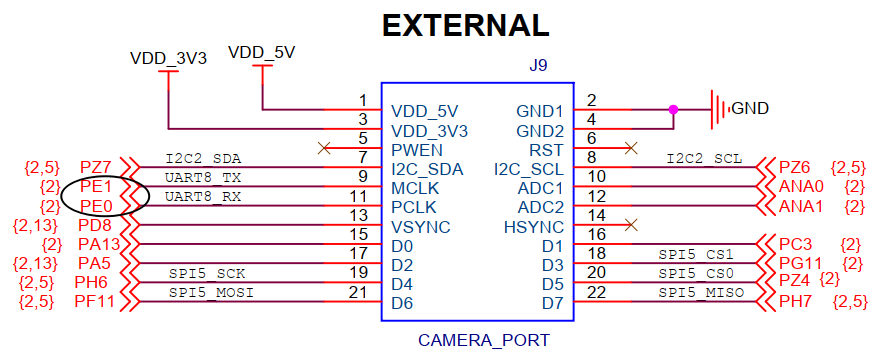 EXTERNAL
VDD_3V3 VDD_5V J9
1 VDD_5V GND1 2 GND
3 VDD_3V3 GND2 4
5 PWEN RST 6
{2,5} PZ7 I2C2_SDA 7 I2C_SDA I2C_SCL 8 I2C2_SCL PZ6 {2,5}
{2} PE1 UART8_TX 9 MCLK ADC1 10 ANA0 {2}
{2} PE0 UART8_RX 11 PCLK ADC2 12 ANA1 {2}
{2,13} PD8 13 VSYNC HSYNC 14
{2} PA13 15 D0 D1 16 PC3 {2}
{2,13} PA5 17 D2 D3 18 SPI5_CS1 PG11 {2}
{2,5} PH6 SPI5_SCK 19 D4 D5 20 SPI5_CS0 PZ4 {2}
{2,5} PF11 SPI5_MOSI 21 D6 D7 22 SPI5_MISO PH7 {2,5}
CAMERA_PORT